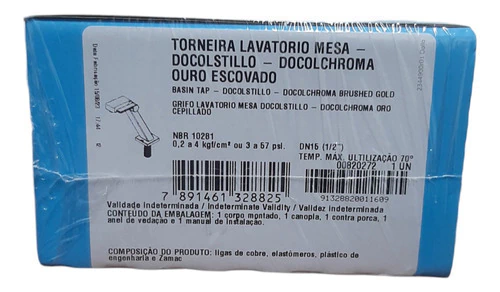 TORNEIRA LAVATORIO MESA –
DOCOLSTILLO – DOCOLCHROMA
OURO ESCOVADO
BASIN TAP – DOCOLSTILLO – DOCOLCHROMA BRUSHED GOLD
GRIFO LAVATORIO MESA DOCOLSTILLO – DOCOLCHROMA ORO
CEPILLADO
NBR 10281
0,2 a 4 kgf/cm² ou 3 a 57 psi.
DN15 (1/2")
TEMP. MAX. ULTILIZAÇÃO 70°
00820272 1 UN
7 891461 328825
91328820011609
Validade Indeterminada / Indeterminate Validity / Validez Indeterminada
CONTEUDO DA EMBALAGEM: 1 corpo montado, 1 canopla, 1 contra porca, 1
anel de vedação e 1 manual de instalação.
COMPOSIÇÃO DO PRODUTO: ligas de cobre, elastômeros, plástico de
engenharia e Zamac